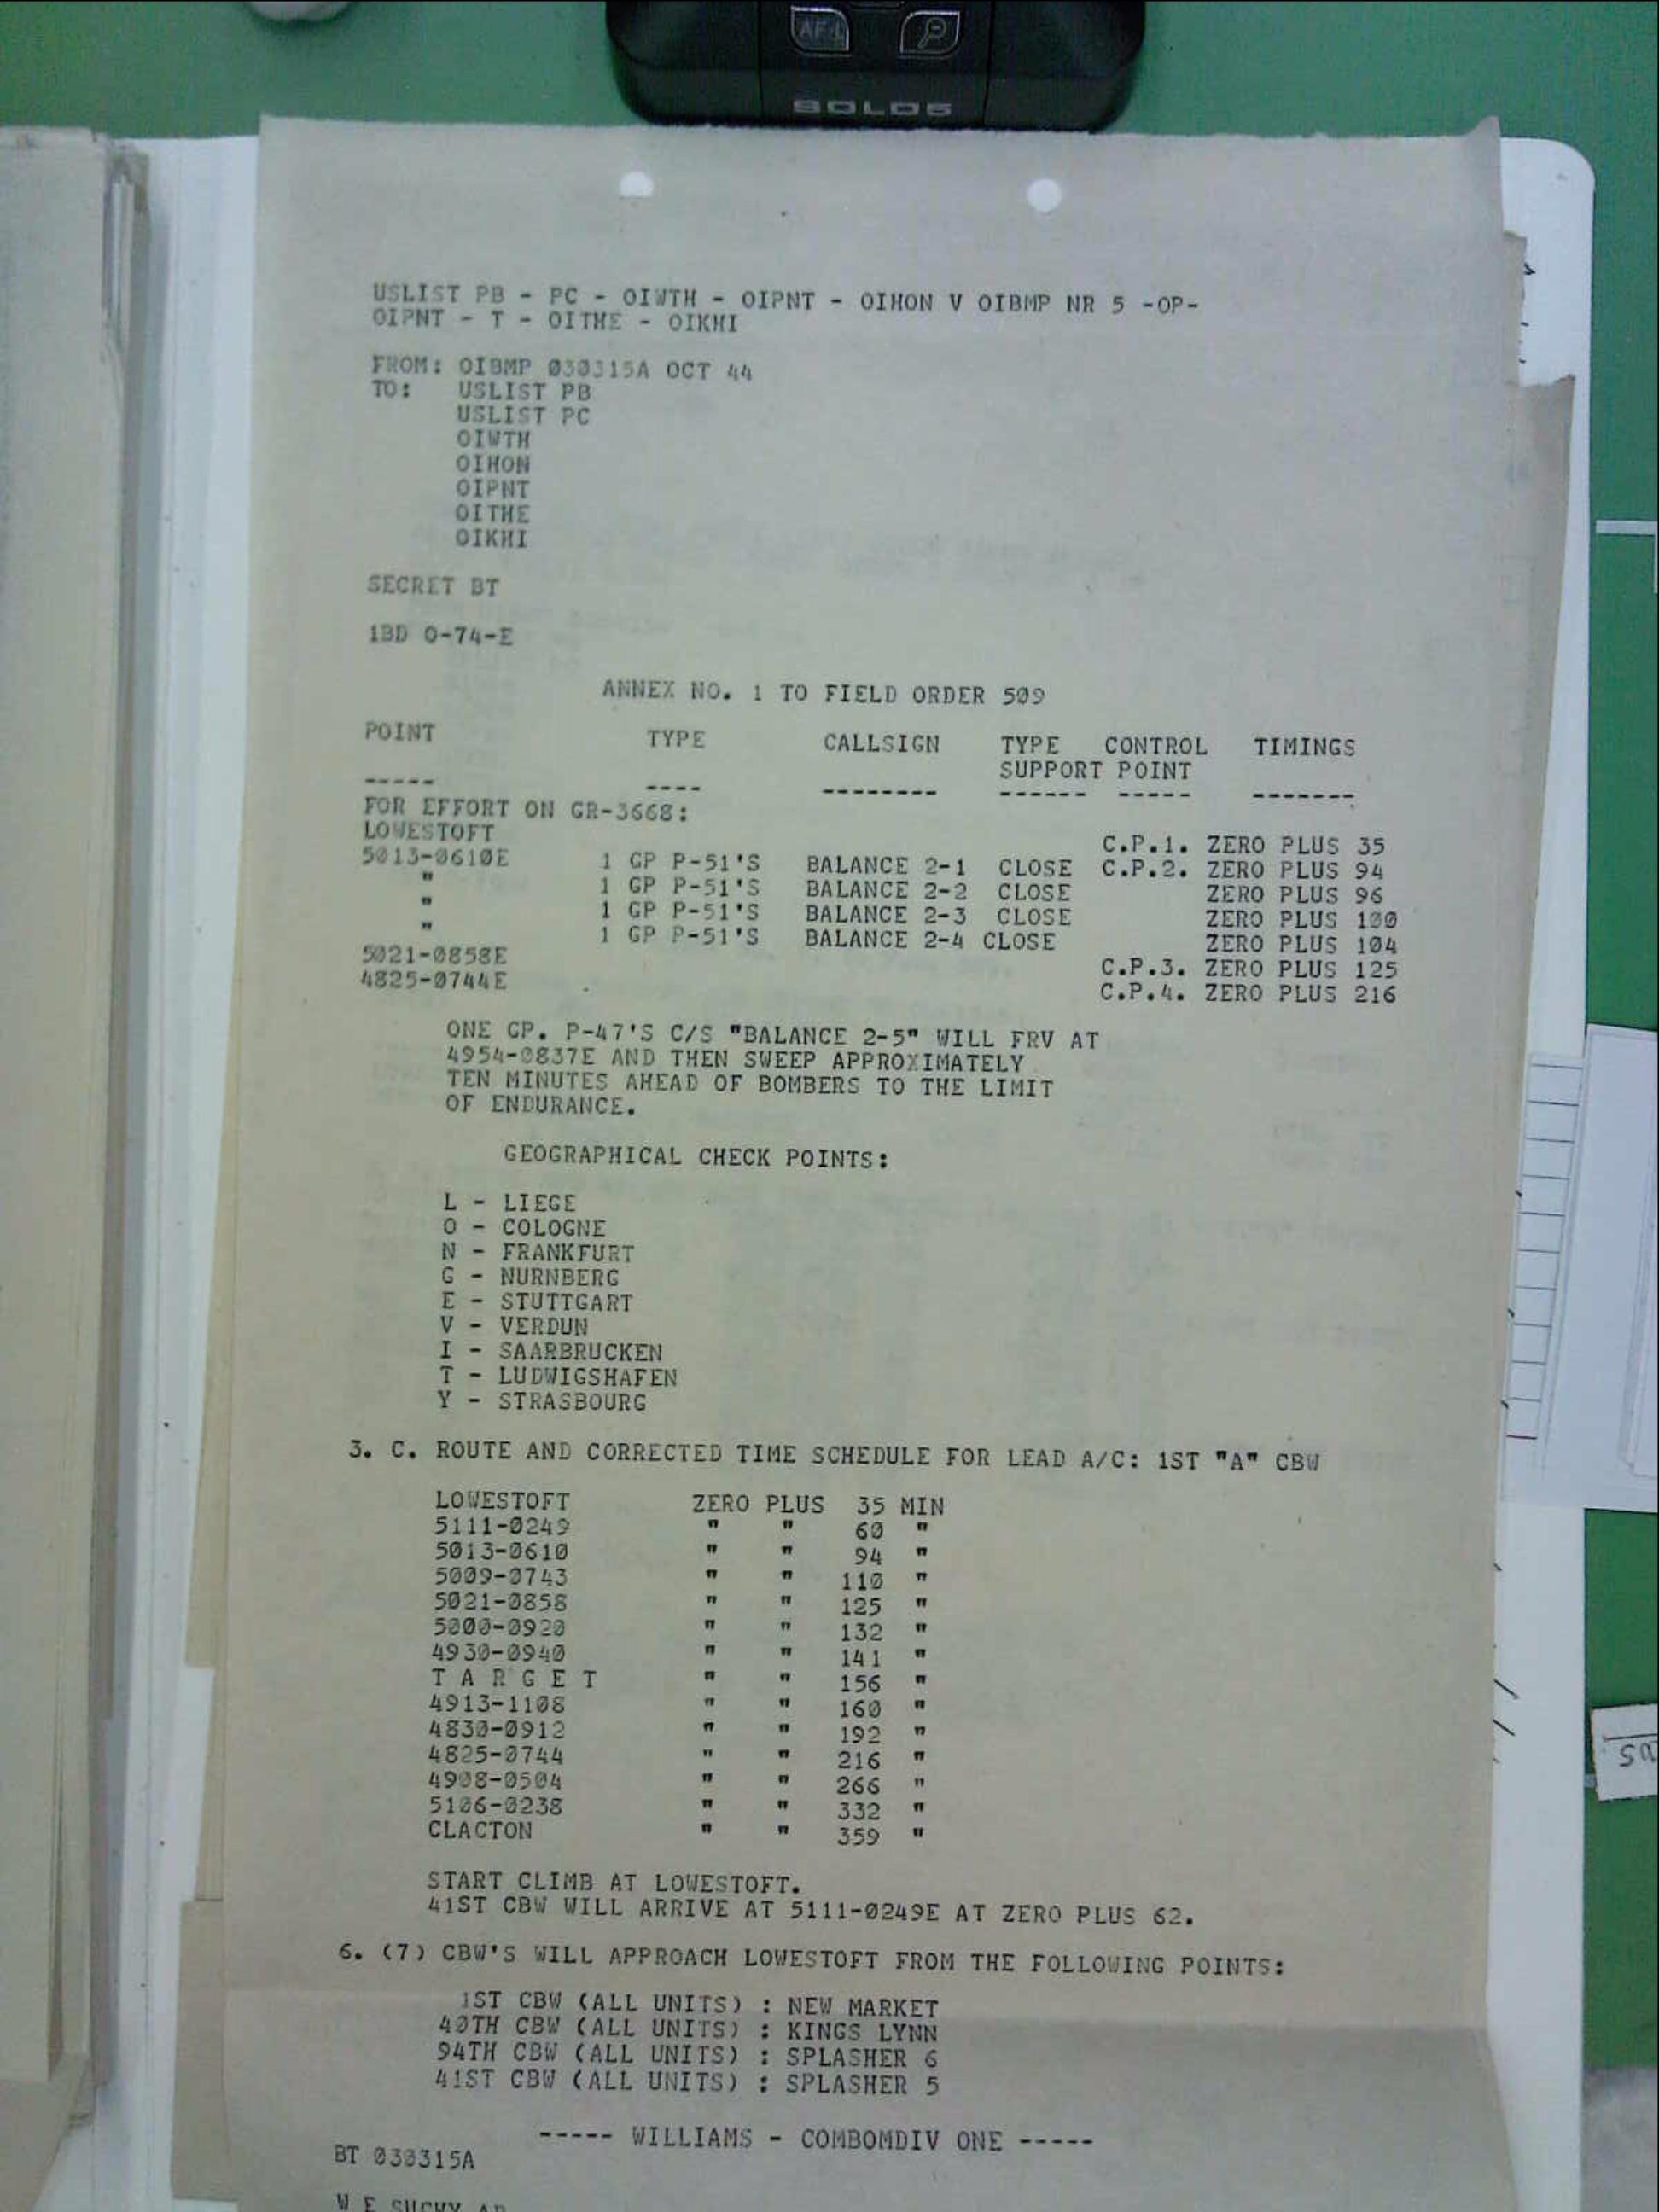 AF-L
SOLO5
USLIST PB - PC - OIWTH - OIPNT - OIHON V OIBMP NR 5 -OP-
OIPNT - T - OITHE - OIKHI
FROM: OIBMP 030315A OCT 44
TO: USLIST PB
USLIST PC
OIWTH
OIHON
OIPNT
OITHE
OIKHI
SECRET BT
1BD O-74-E
ANNEX NO. 1 TO FIELD ORDER 509
POINT TYPE CALLSIGN TYPE CONTROL TIMINGS
SUPPORT POINT
----- ---- -------- ------ ----- -------
FOR EFFORT ON GR-3668:
LOWESTOFT C.P.1. ZERO PLUS 35
5013-0610E 1 GP P-51'S BALANCE 2-1 CLOSE C.P.2. ZERO PLUS 94
" 1 GP P-51'S BALANCE 2-2 CLOSE ZERO PLUS 96
" 1 GP P-51'S BALANCE 2-3 CLOSE ZERO PLUS 100
" 1 GP P-51'S BALANCE 2-4 CLOSE ZERO PLUS 104
5021-0858E C.P.3. ZERO PLUS 125
4825-0744E C.P.4. ZERO PLUS 216
ONE GP. P-47'S C/S "BALANCE 2-5" WILL FRV AT
4954-0837E AND THEN SWEEP APPROXIMATELY
TEN MINUTES AHEAD OF BOMBERS TO THE LIMIT
OF ENDURANCE.
GEOGRAPHICAL CHECK POINTS:
L - LIEGE
O - COLOGNE
N - FRANKFURT
G - NURNBERG
E - STUTTGART
V - VERDUN
I - SAARBRUCKEN
T - LUDWIGSHAFEN
Y - STRASBOURG
3. C. ROUTE AND CORRECTED TIME SCHEDULE FOR LEAD A/C: 1ST "A" CBW
LOWESTOFT ZERO PLUS 35 MIN
5111-0249 " " 60 "
5013-0610 " " 94 "
5009-0743 " " 110 "
5021-0858 " " 125 "
5000-0920 " " 132 "
4930-0940 " " 141 "
T A R G E T " " 156 "
4913-1108 " " 160 "
4830-0912 " " 192 "
4825-0744 " " 216 "
4908-0504 " " 266 "
5106-0238 " " 332 "
CLACTON " " 359 "
START CLIMB AT LOWESTOFT.
41ST CBW WILL ARRIVE AT 5111-0249E AT ZERO PLUS 62.
6. (7) CBW'S WILL APPROACH LOWESTOFT FROM THE FOLLOWING POINTS:
1ST CBW (ALL UNITS) : NEW MARKET
40TH CBW (ALL UNITS) : KINGS LYNN
94TH CBW (ALL UNITS) : SPLASHER 6
41ST CBW (ALL UNITS) : SPLASHER 5
----- WILLIAMS - COMBOMDIV ONE -----
BT 030315A
W E SUCHY